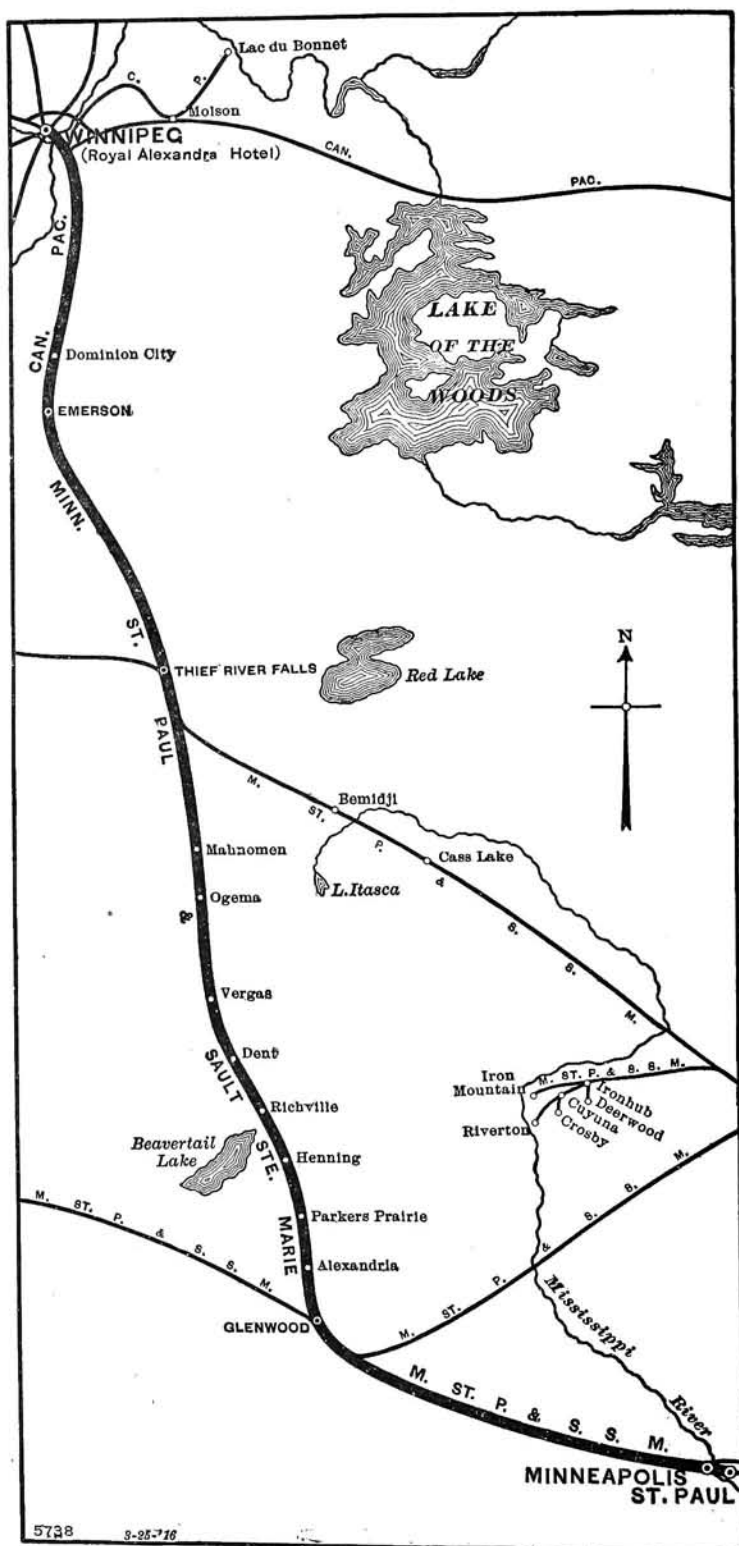 Lac du Bonnet
C. P.
Molson
WINNIPEG
(Royal Alexandra Hotel)
CAN. PAC.
CAN. PAC.
LAKE
OF THE
WOODS
Dominion City
EMERSON
MINN. ST. PAUL & SAULT STE. MARIE
N
THIEF RIVER FALLS
Red Lake
M. ST. P. & S. S. M.
Bemidji
Cass Lake
L. Itasca
Mahnomen
Ogema
Vergas
Dent
Richville
Iron
Mountain
M. ST. P. & S. S. M.
Ironhub
Deerwood
Cuyuna
Crosby
Riverton
Beavertail
Lake
Henning
Parkers Prairie
Alexandria
M. ST. P. & S. S. M.
GLENWOOD
M. ST. P. & S. S. M.
Mississippi River
M. ST. P. & S. S. M.
MINNEAPOLIS
ST. PAUL
5738
3-25-'16